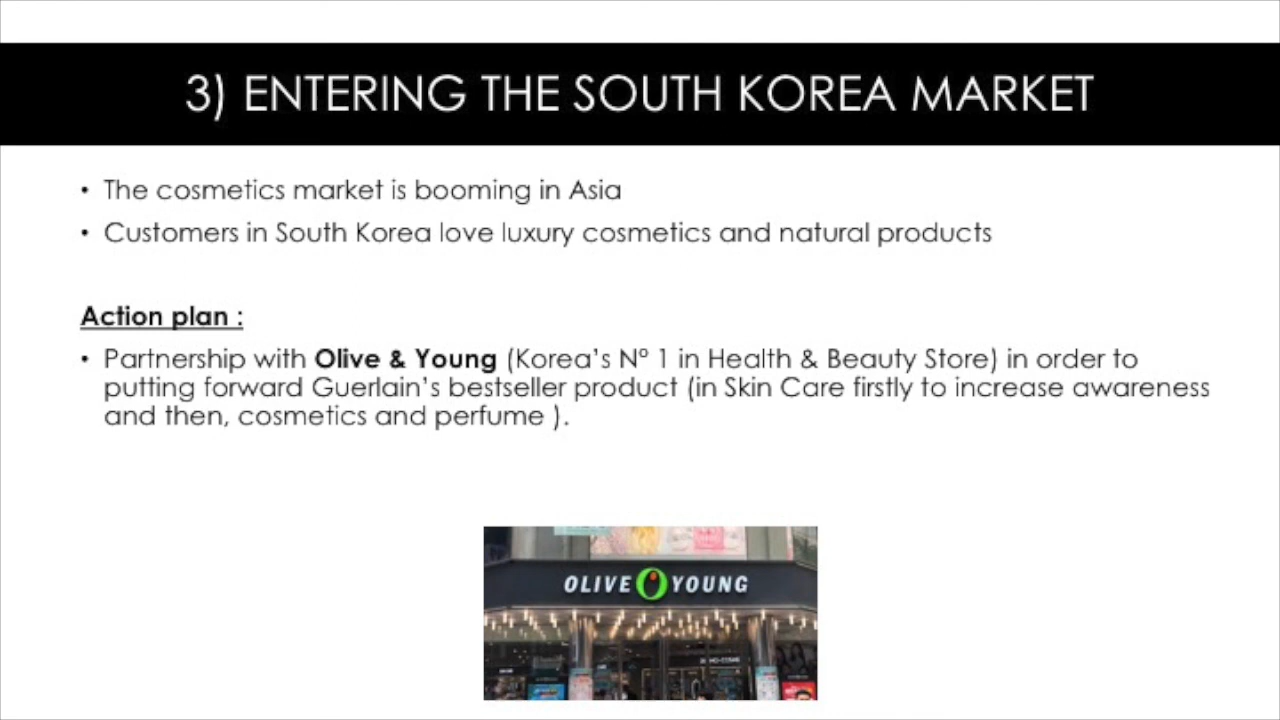 3) ENTERING THE SOUTH KOREA MARKET
• The cosmetics market is booming in Asia
• Customers in South Korea love luxury cosmetics and natural products
Action plan :
• Partnership with Olive & Young (Korea's N° 1 in Health & Beauty Store) in order to
putting forward Guerlain's bestseller product (in Skin Care firstly to increase awareness
and then, cosmetics and perfume ).
OLIVE YOUNG